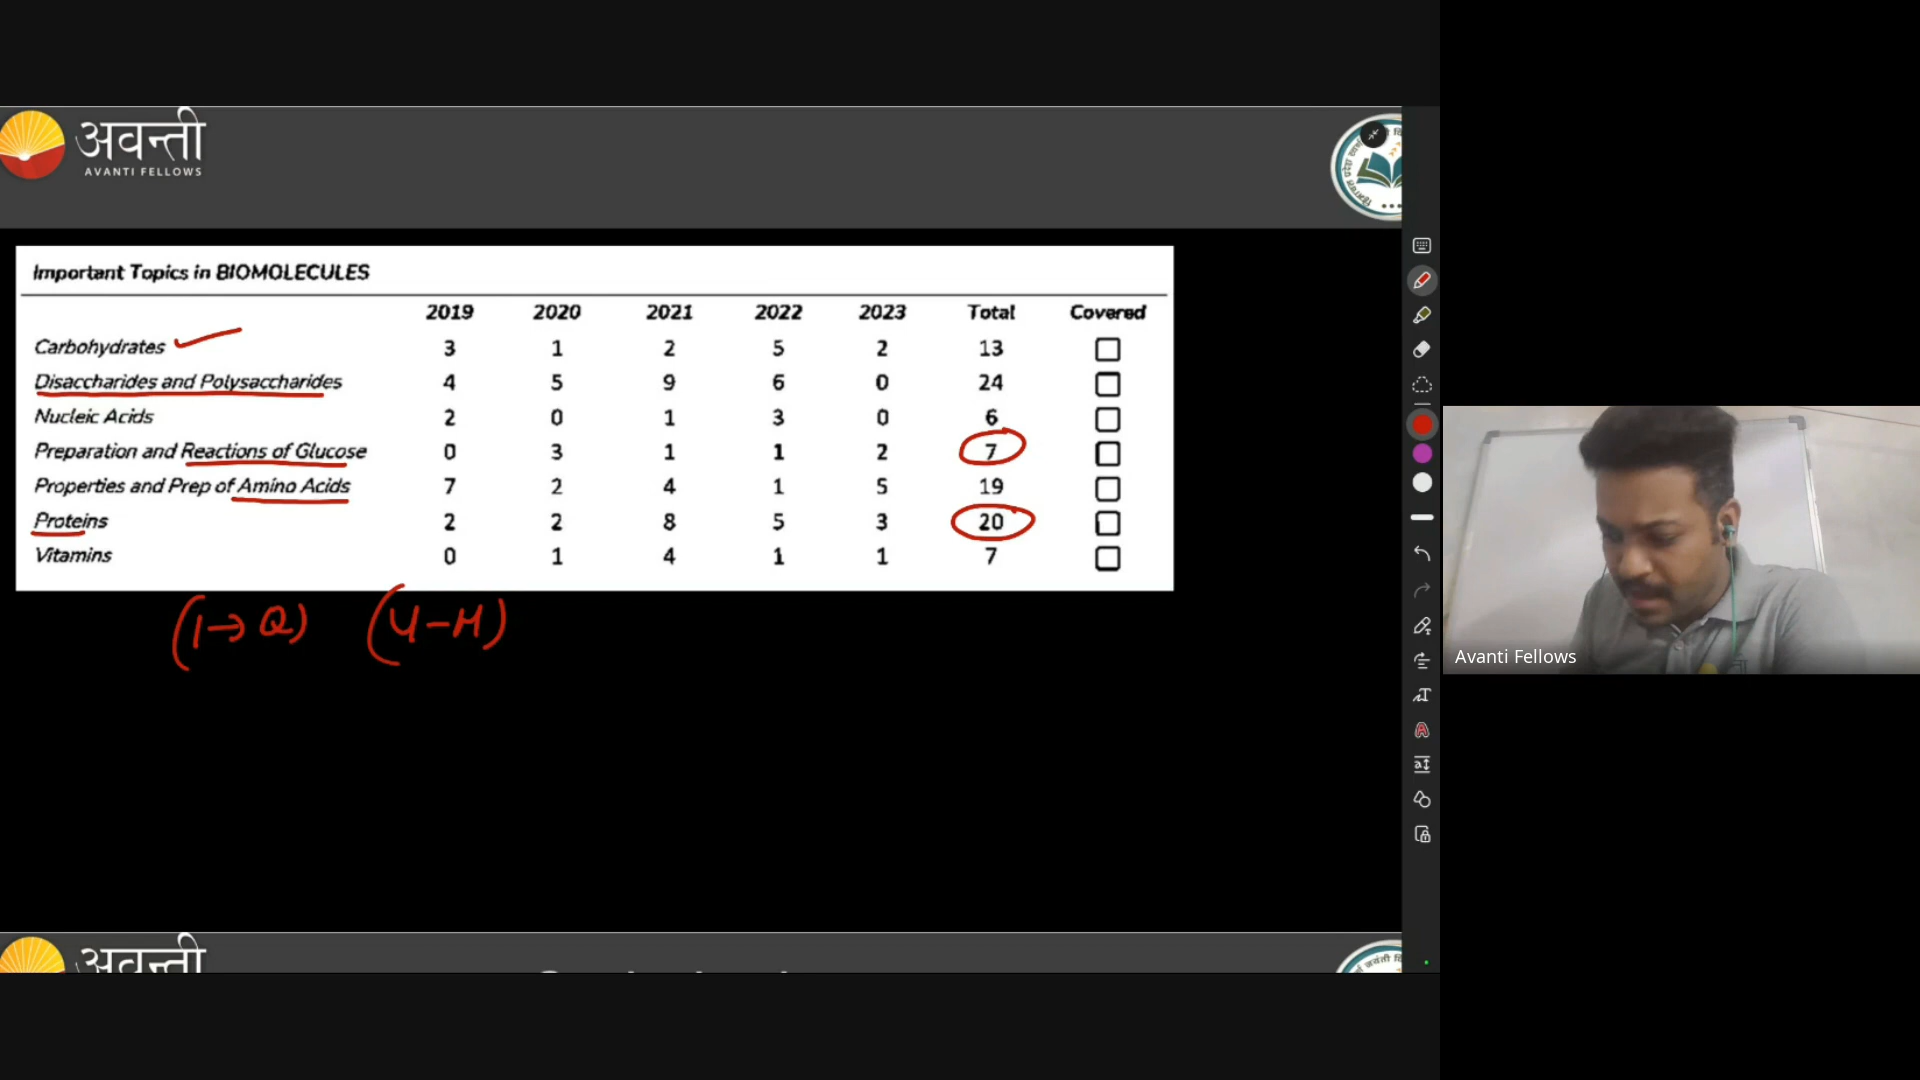 अवन्ती
AVANTI FELLOWS
Important Topics in BIOMOLECULES
2019 2020 2021 2022 2023 Total Covered
Carbohydrates 3 1 2 5 2 13
Disaccharides and Polysaccharides 4 5 9 6 0 24
Nucleic Acids 2 0 1 3 0 6
Preparation and Reactions of Glucose 0 3 1 1 2 7
Properties and Prep of Amino Acids 7 2 4 1 5 19
Proteins 2 2 8 5 3 20
Vitamins 0 1 4 1 1 7
(1→Q) (4-M)
Avanti Fellows
अवन्ती